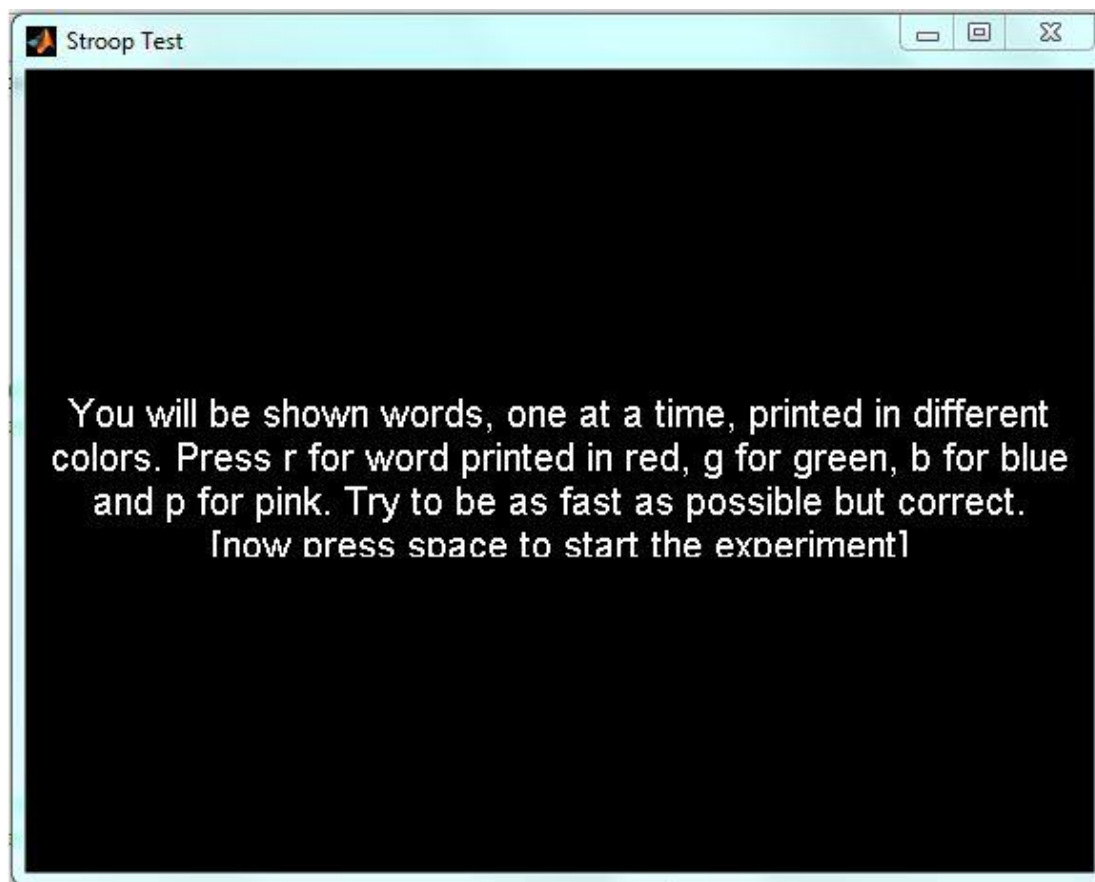 Stroop Test
You will be shown words, one at a time, printed in different
colors. Press r for word printed in red, g for green, b for blue
and p for pink. Try to be as fast as possible but correct.
[now press space to start the experiment]